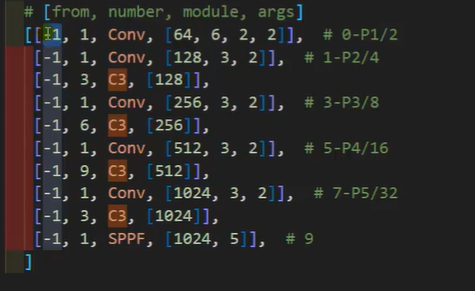 # [from, number, module, args]
[[-1, 1, Conv, [64, 6, 2, 2]], # 0-P1/2
[-1, 1, Conv, [128, 3, 2]], # 1-P2/4
[-1, 3, C3, [128]],
[-1, 1, Conv, [256, 3, 2]], # 3-P3/8
[-1, 6, C3, [256]],
[-1, 1, Conv, [512, 3, 2]], # 5-P4/16
[-1, 9, C3, [512]],
[-1, 1, Conv, [1024, 3, 2]], # 7-P5/32
[-1, 3, C3, [1024]],
[-1, 1, SPPF, [1024, 5]], # 9
]